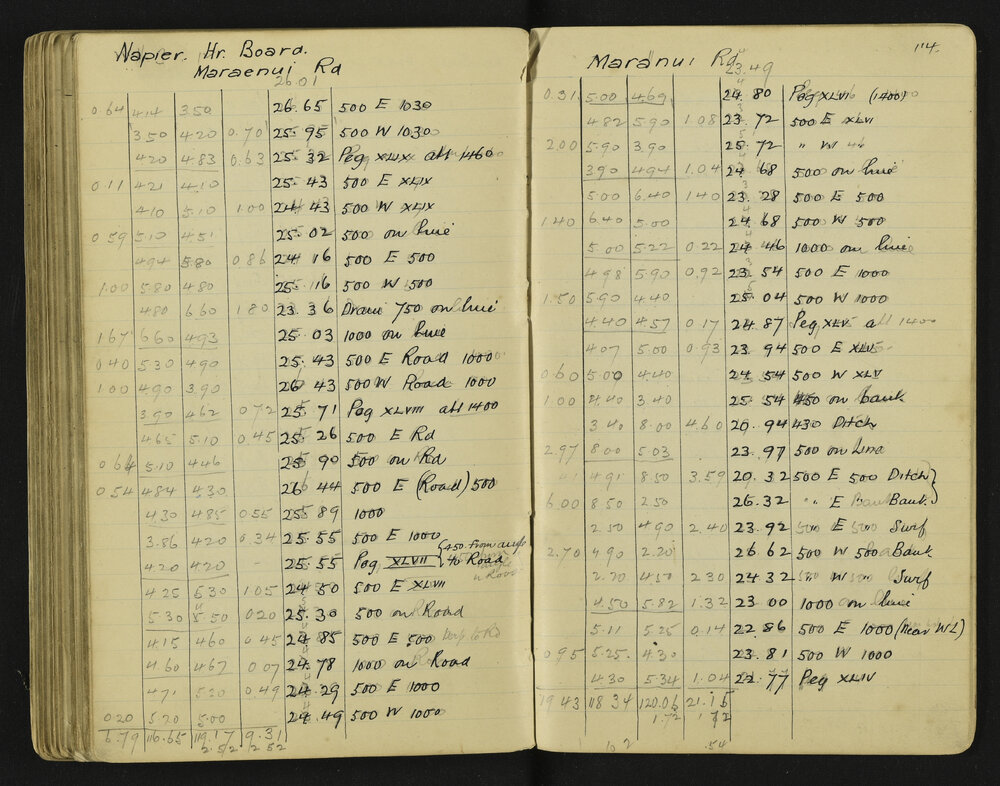 Napier. Hr. Board.
Maraenui Rd
26.01
0.64 4.14 3.50 26.65 500 E 1030
3.50 4.20 0.70 25.95 500 W 1030
4.20 4.83 0.63 25.32 Peg XLIX at 1460
0.11 4.21 4.10 25.43 500 E XLIX
4.10 5.10 1.00 24.43 500 W XLIX
0.59 5.10 4.51 25.02 500 on line
4.94 5.80 0.86 24.16 500 E 500
1.00 5.80 4.80 25.16 500 W 500
4.80 6.60 1.80 23.36 Drain 750 on line
1.67 6.60 4.93 25.03 1000 on line
0.40 5.30 4.90 25.43 500 E Road 1000
1.00 4.90 3.90 26.43 500 W Road 1000
3.90 4.62 0.72 25.71 Peg XLVIII at 1400
4.65 5.10 0.45 25.26 500 E Rd
0.64 5.10 4.46 25.90 500 on Rd
0.54 4.84 4.30 26.44 500 E (Road) 500
4.30 4.85 0.55 25.89 1000
3.86 4.20 0.34 25.55 500 E 1000
4.20 4.20 - 25.55 Peg XLVII {450 from
to Road
4.25 5.30 1.05 24.50 500 E XLVII
5.30 5.50 0.20 25.30 500 on Road
4.15 4.60 0.45 24.85 500 E 500
4.60 4.67 0.07 24.78 1000 on Road
4.71 5.20 0.49 24.29 500 E 1000
0.20 5.20 5.00 24.49 500 W 1000
6.79 116.65 119.17 9.31
2.52 2.52
114.
Maranui Rd
23.49
0.31 5.00 4.69 24.80 Peg XLVI (1400)
4.82 5.90 1.08 23.72 500 E XLVI
2.00 5.90 3.90 25.72 " W 46
3.90 4.94 1.04 24.68 500 on line
5.00 6.40 1.40 23.28 500 E 500
1.40 6.40 5.00 24.68 500 W 500
5.00 5.22 0.22 24.46 1000 on line
4.98 5.90 0.92 23.54 500 E 1000
1.50 5.90 4.40 25.04 500 W 1000
4.40 4.57 0.17 24.87 Peg XLV at 1400
4.07 5.00 0.93 23.94 500 E XLV
0.60 5.00 4.40 24.54 500 W XLV
1.00 4.40 3.40 25.54 450 on bank
3.40 8.00 4.60 20.94 430 Ditch
2.97 8.00 5.03 23.97 500 on Line
4.91 8.50 3.59 20.32 500 E 500 Ditch}
6.00 8.50 2.50 26.32 " " E Bank
2.50 4.90 2.40 23.92 500 E 500 Surf
2.70 4.90 2.20 26.62 500 W 500 Bank
2.20 4.50 2.30 24.32 500 W 500 Surf
4.50 5.82 1.32 23.00 1000 on line
5.11 5.25 0.14 22.86 500 E 1000 (near WL)
0.95 5.25 4.30 23.81 500 W 1000
4.30 5.34 1.04 22.77 Peg XLIV
19.43 118.34 120.06 21.15
1.72 1.72
.54